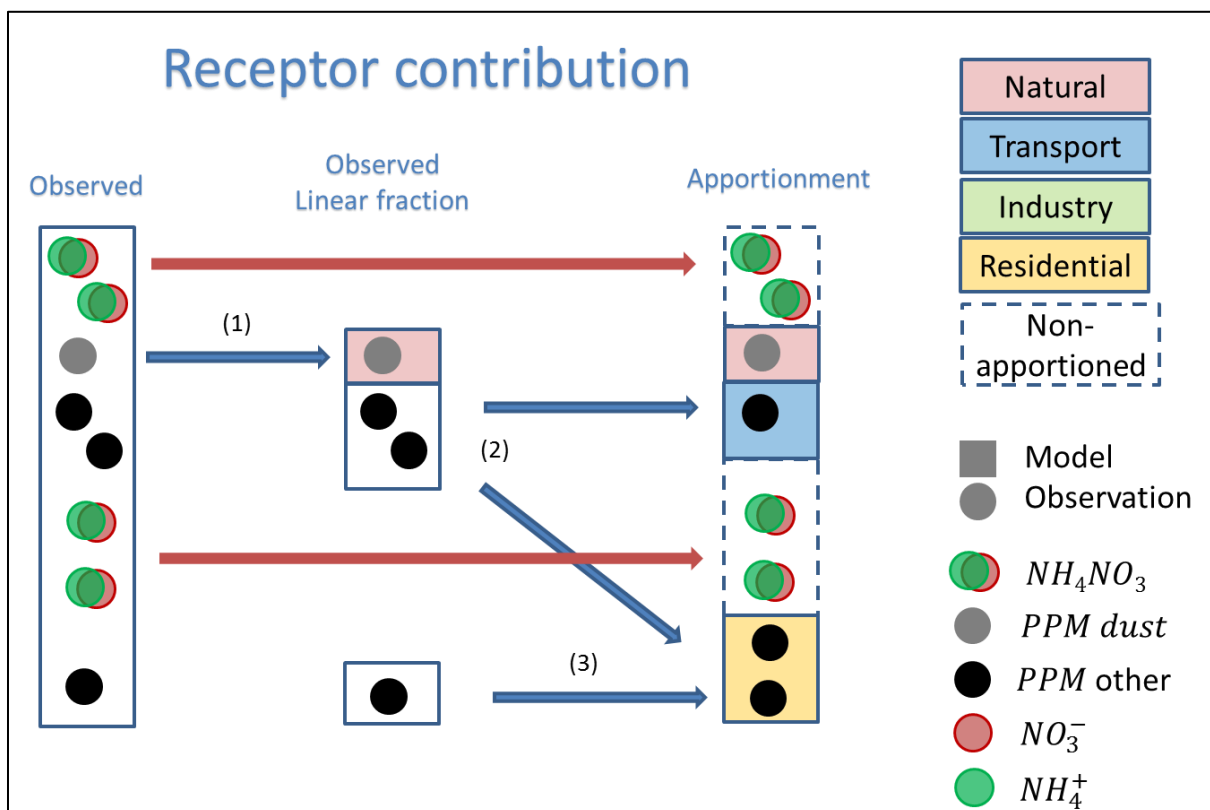 Receptor contribution
Observed
Observed
Linear fraction
Apportionment
(1)
(2)
(3)
Natural
Transport
Industry
Residential
Non-
apportioned
Model
Observation
NH₄NO₃
PPM dust
PPM other
NO₃⁻
NH₄⁺